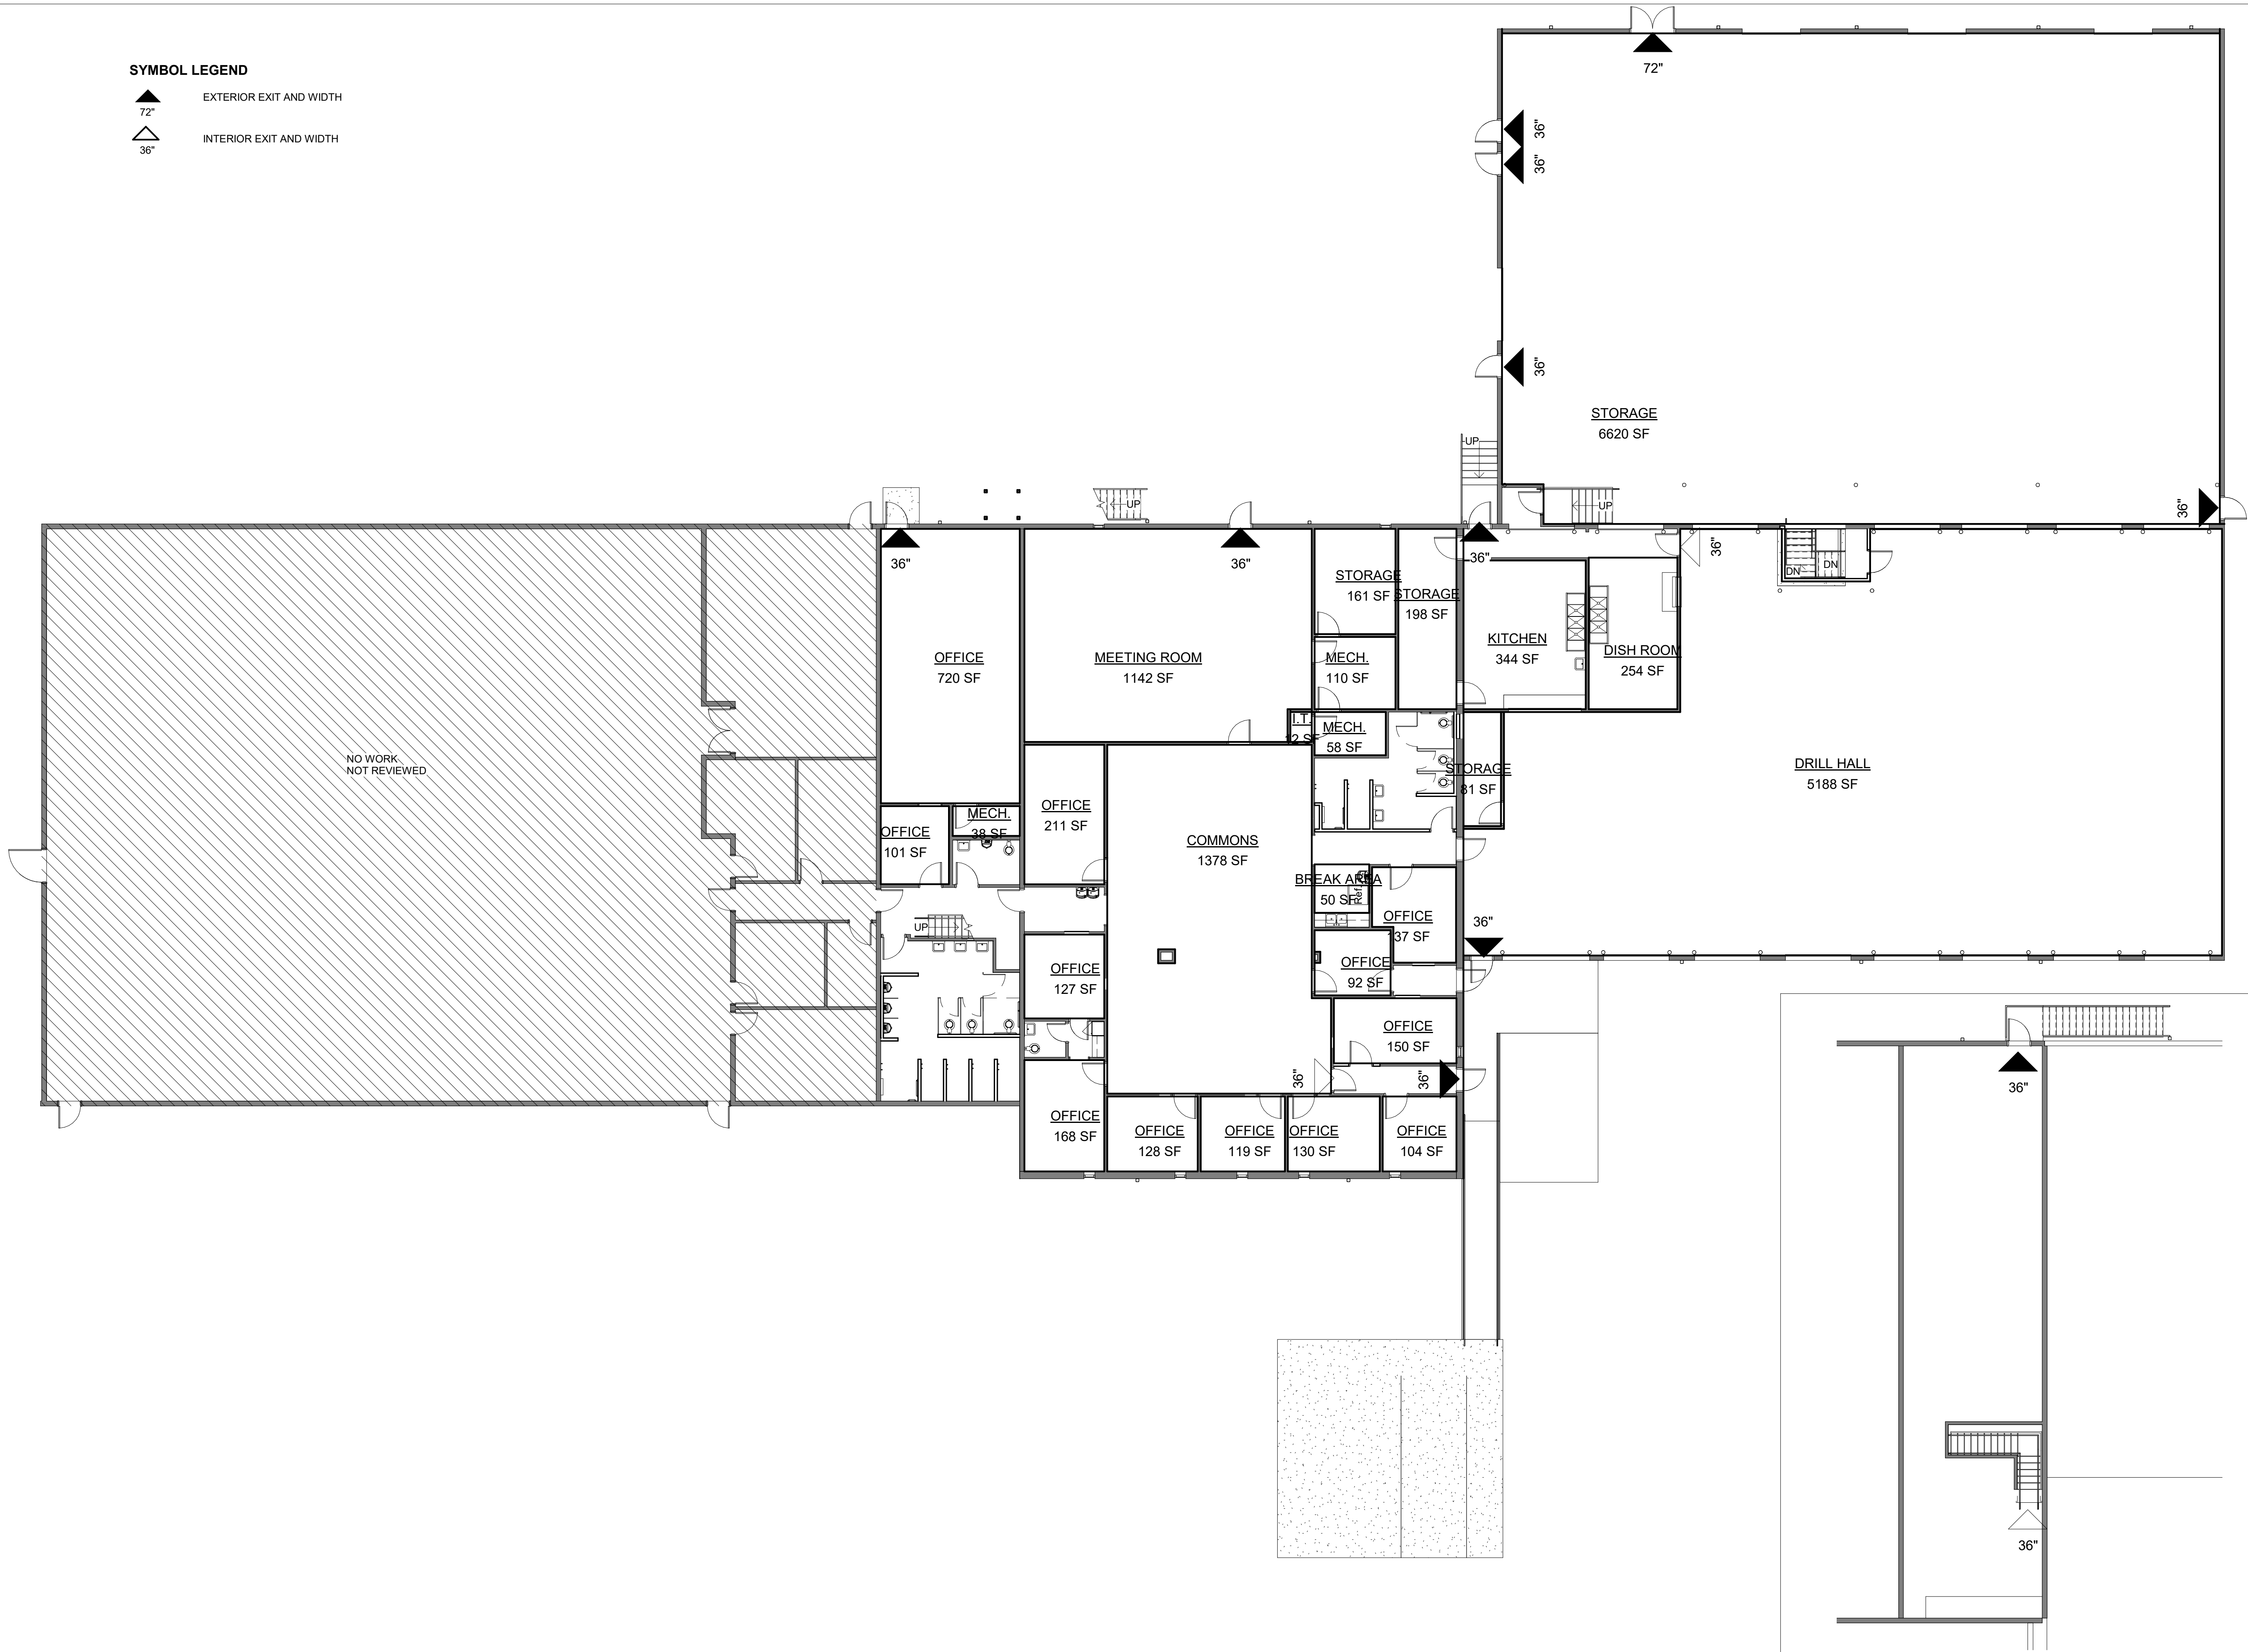 SYMBOL LEGEND
72"
EXTERIOR EXIT AND WIDTH
36"
INTERIOR EXIT AND WIDTH
72"
36"
36"
36"
STORAGE
6620 SF
UP
UP
UP
36"
36"
36"
36"
36"
DN
DN
STORAGE
161 SF
STORAGE
198 SF
KITCHEN
344 SF
DISH ROOM
254 SF
OFFICE
720 SF
MEETING ROOM
1142 SF
MECH.
110 SF
I.T.
12 SF
MECH.
58 SF
NO WORK
NOT REVIEWED
STORAGE
81 SF
DRILL HALL
5188 SF
OFFICE
101 SF
MECH.
38 SF
OFFICE
211 SF
COMMONS
1378 SF
BREAK AREA
50 SF
Ref.
OFFICE
137 SF
36"
UP
OFFICE
127 SF
OFFICE
92 SF
OFFICE
150 SF
36"
36"
OFFICE
168 SF
OFFICE
128 SF
OFFICE
119 SF
OFFICE
130 SF
OFFICE
104 SF
36"
36"